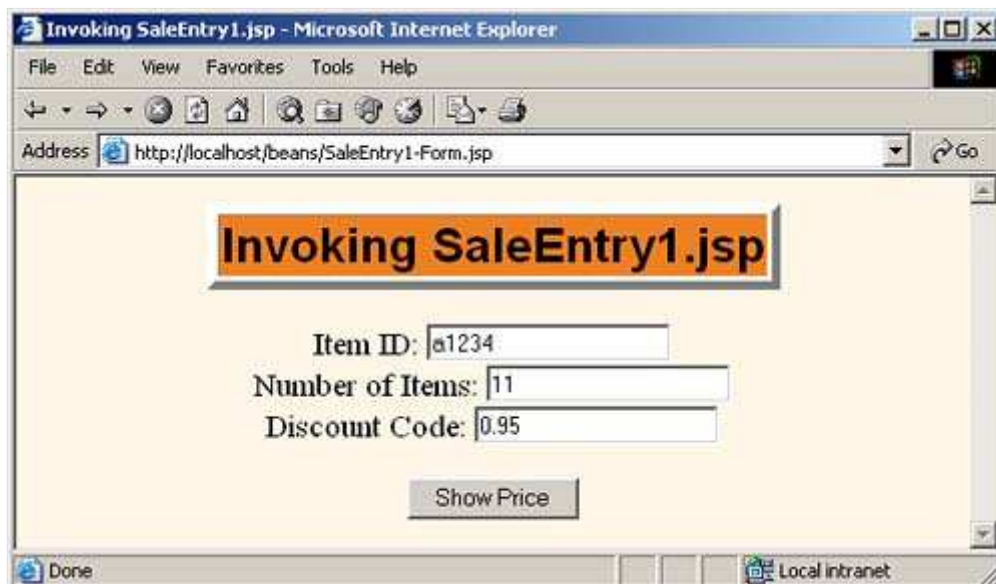 Invoking SaleEntry1.jsp - Microsoft Internet Explorer
File Edit View Favorites Tools Help
Address http://localhost/beans/SaleEntry1-Form.jsp Go
Invoking SaleEntry1.jsp
Item ID: a1234
Number of Items: 11
Discount Code: 0.95
Show Price
Done Local intranet